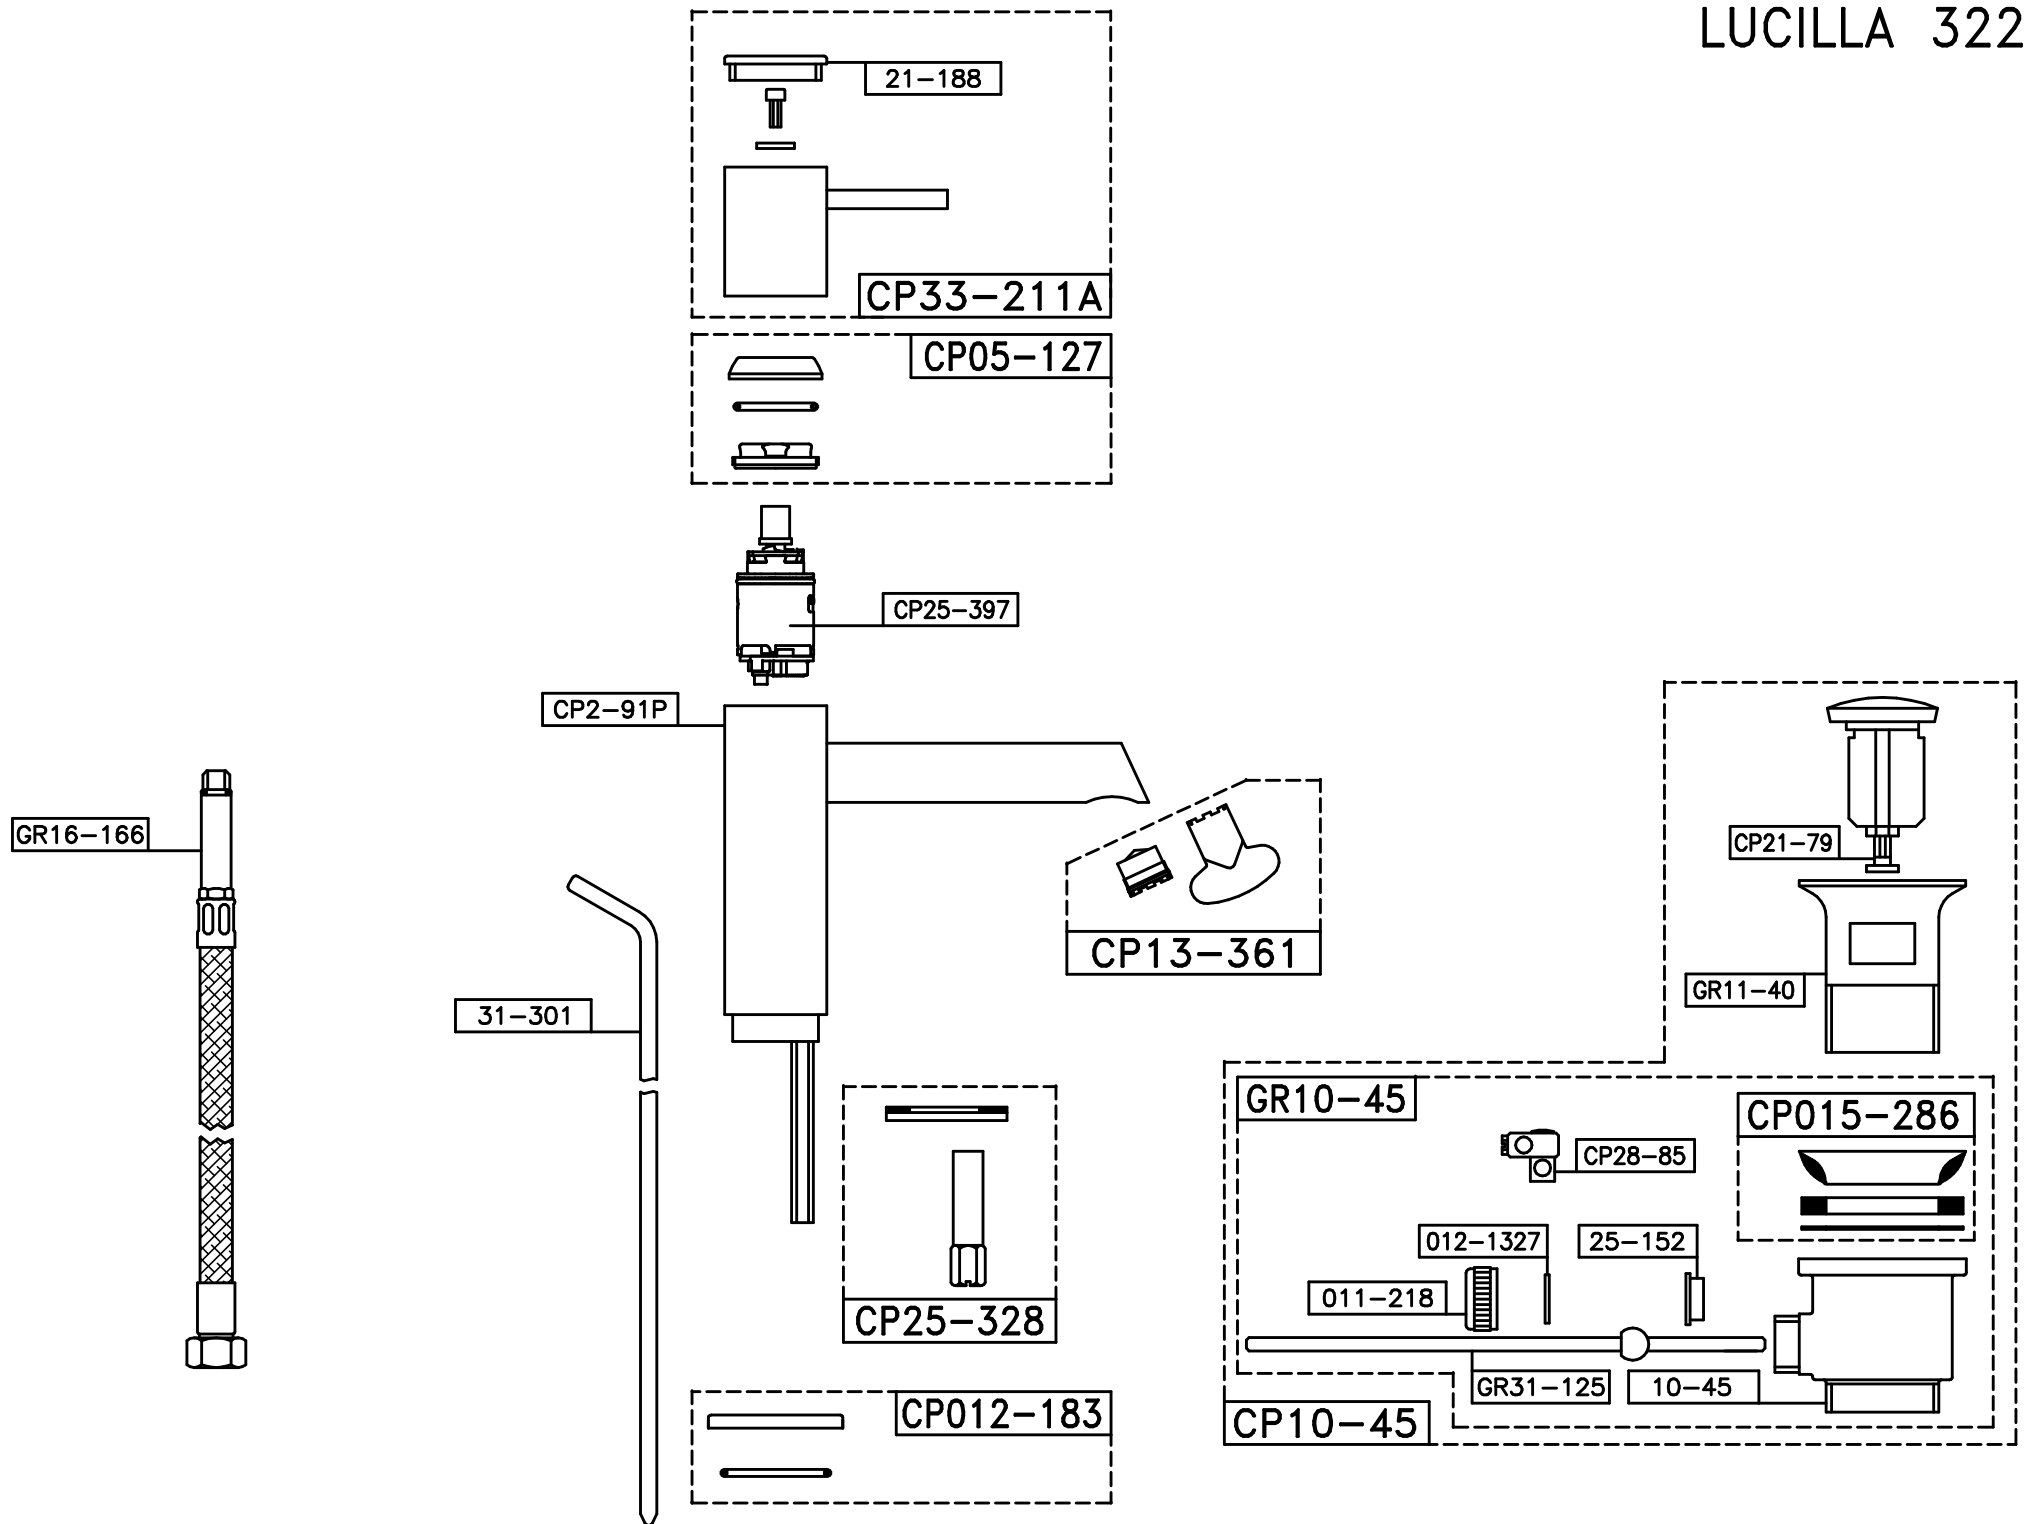 LUCILLA 322
21-188
CP33-211A
CP05-127
CP25-397
CP2-91P
GR16-166
CP21-79
CP13-361
GR11-40
31-301
GR10-45
CP015-286
CP28-85
012-1327
25-152
011-218
CP25-328
GR31-125
10-45
CP012-183
CP10-45